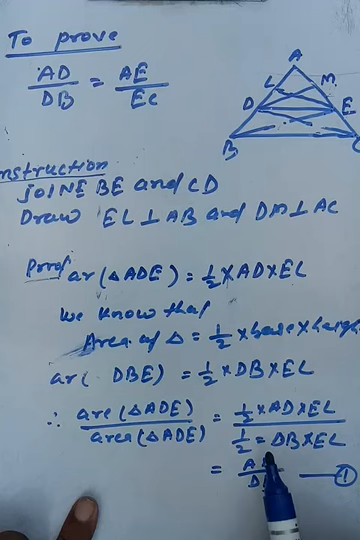 To prove
AD/DB = AE/EC
A
L M
D E
B C
nstruction
JOINE BE and CD
Draw EL ⊥ AB and DM ⊥ AC
Proof ar(△ADE) = 1/2 × AD × EL
We know that
Area of △ = 1/2 × base × heigh
ar( DBE) = 1/2 × DB × EL
∴ are(△ADE)/area(△ADE) = 1/2 × AD × EL / 1/2 = DB × EL
= A/D —①